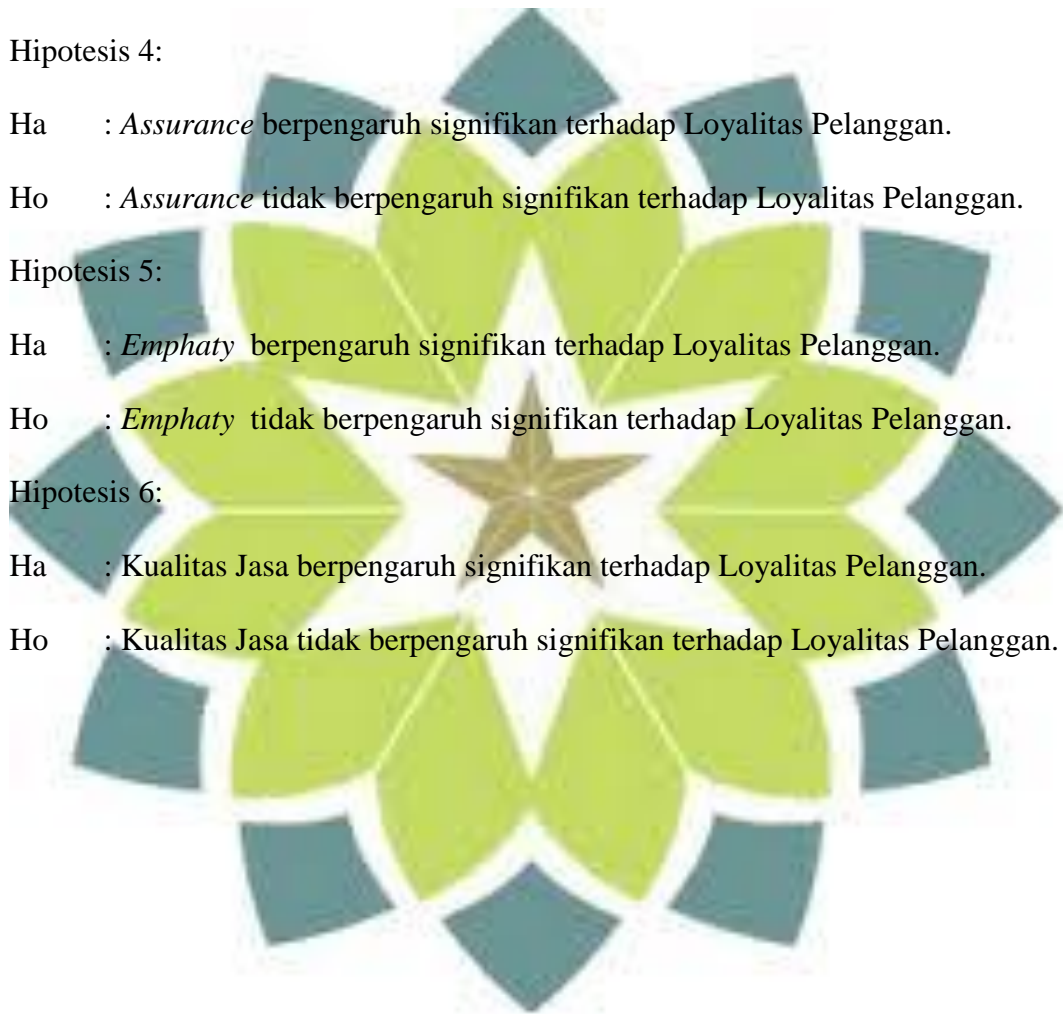 Hipotesis 4:
Ha : Assurance berpengaruh signifikan terhadap Loyalitas Pelanggan.
Ho : Assurance tidak berpengaruh signifikan terhadap Loyalitas Pelanggan.
Hipotesis 5:
Ha : Emphaty berpengaruh signifikan terhadap Loyalitas Pelanggan.
Ho : Emphaty tidak berpengaruh signifikan terhadap Loyalitas Pelanggan.
Hipotesis 6:
Ha : Kualitas Jasa berpengaruh signifikan terhadap Loyalitas Pelanggan.
Ho : Kualitas Jasa tidak berpengaruh signifikan terhadap Loyalitas Pelanggan.